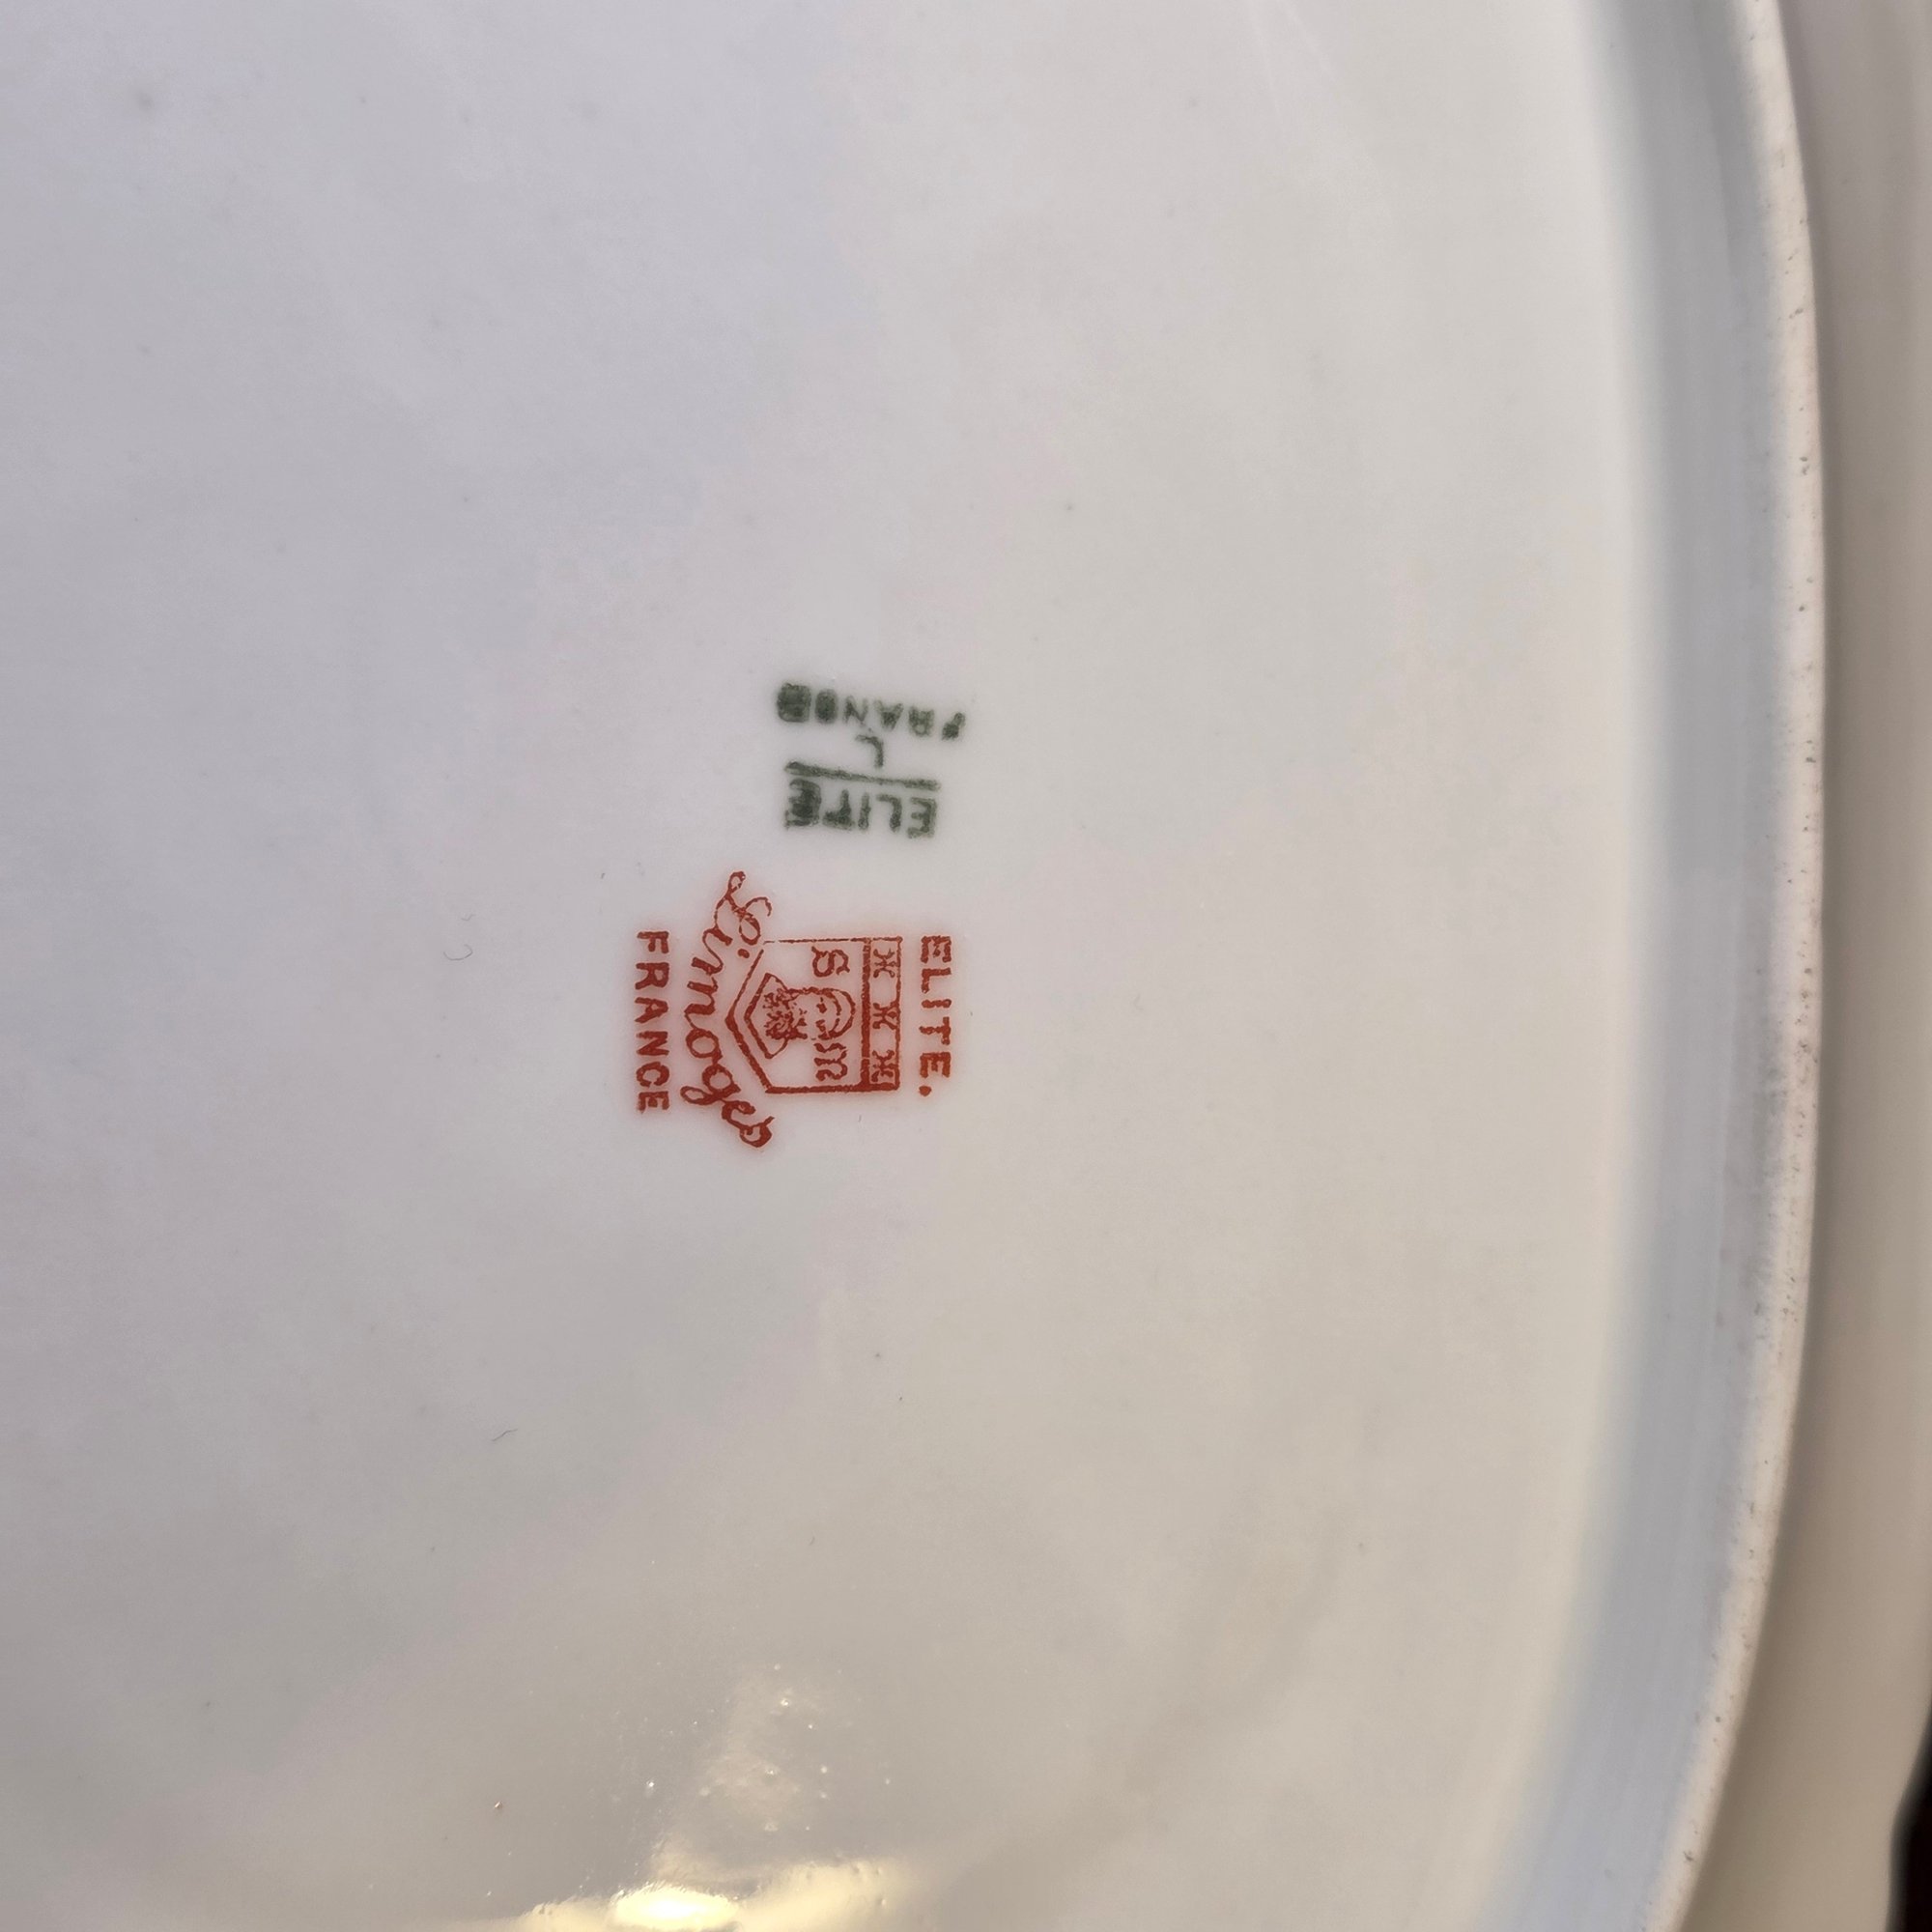 ELITE
L
FRANCE
ELITE.
S M
Limoges
FRANCE